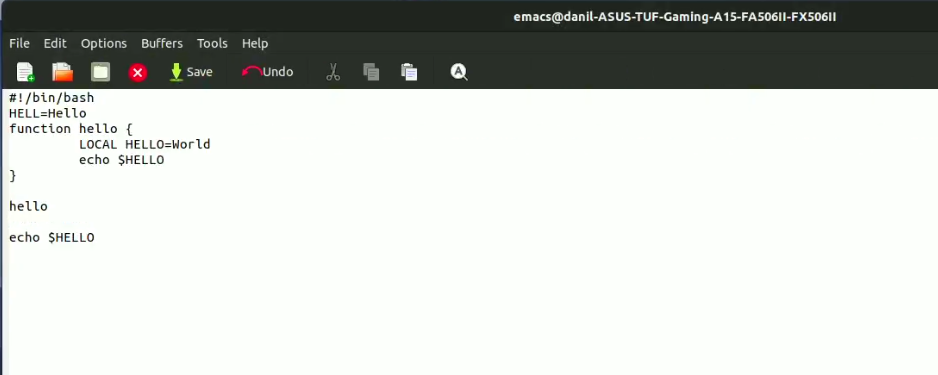 emacs@danil-ASUS-TUF-Gaming-A15-FA506II-FX506II
File Edit Options Buffers Tools Help
Save Undo
#!/bin/bash
HELL=Hello
function hello {
LOCAL HELLO=World
echo $HELLO
}
hello
echo $HELLO